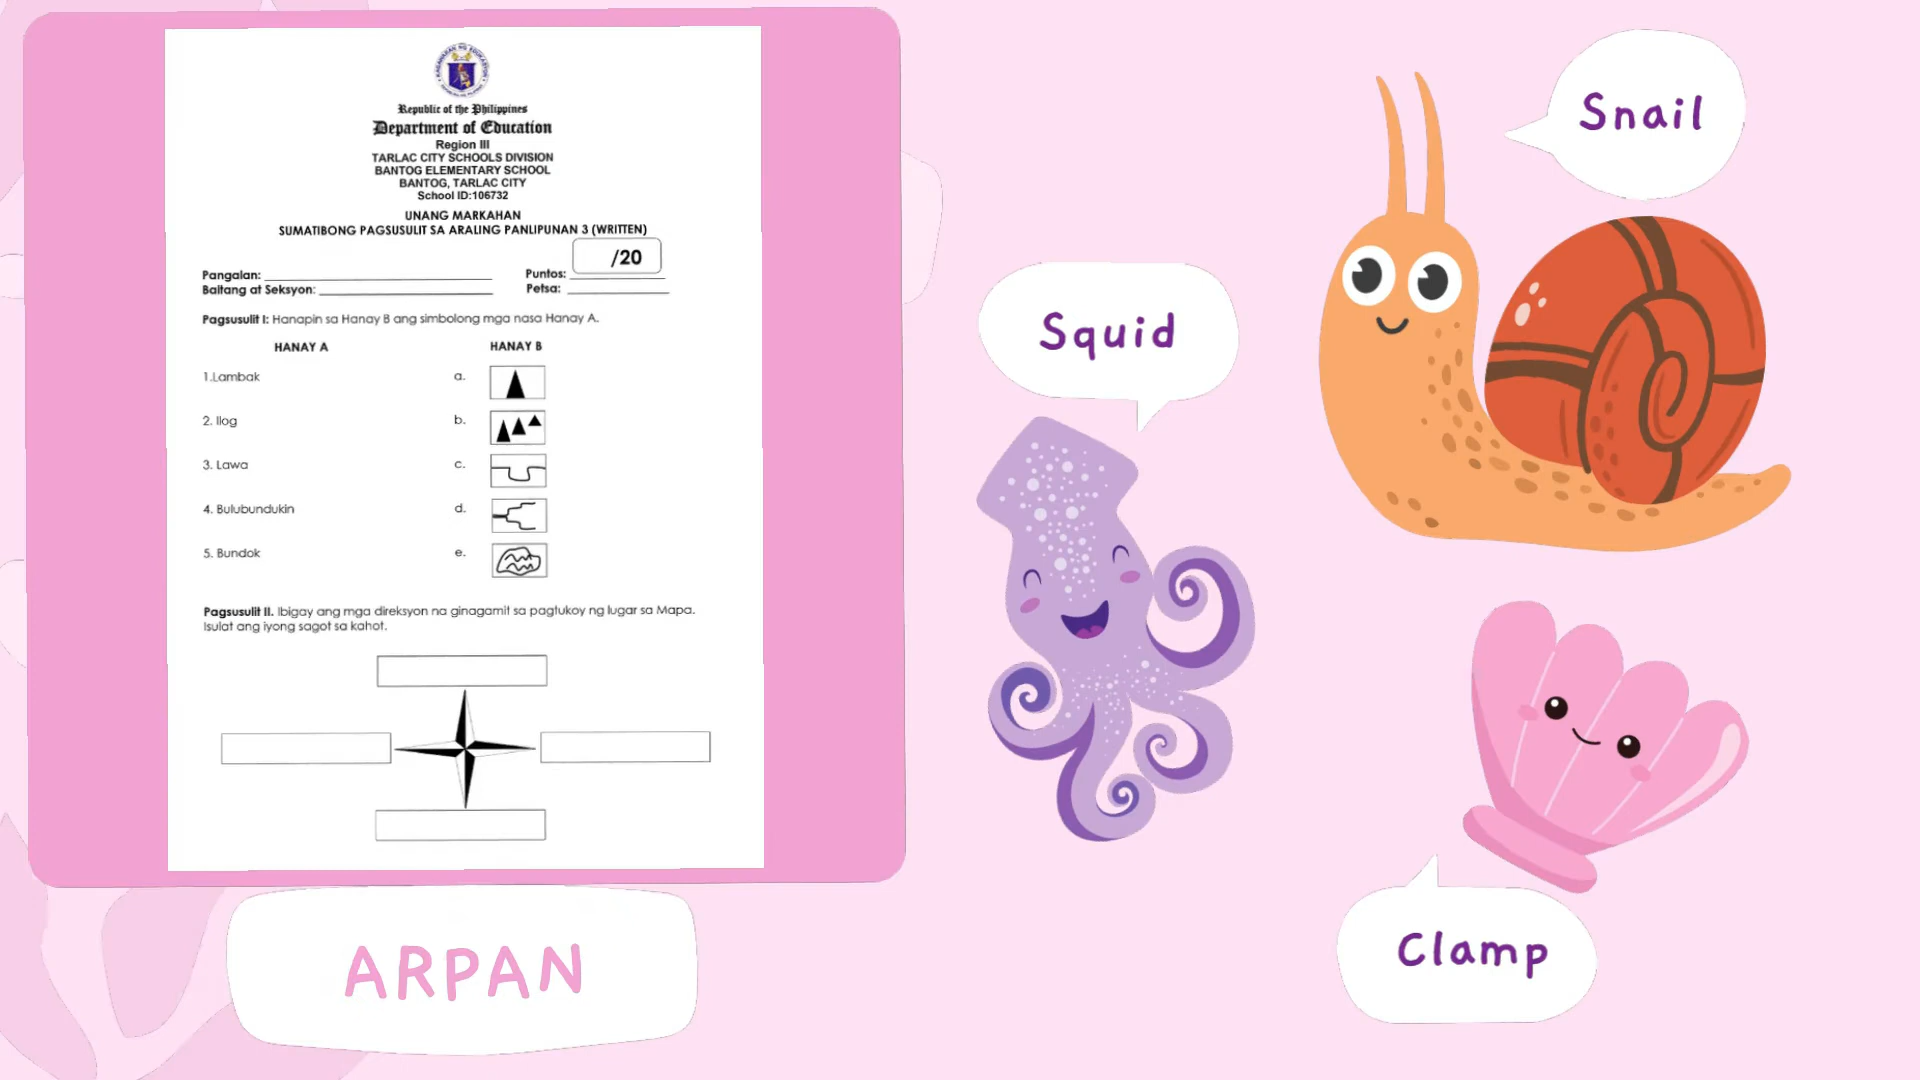 Republic of the Philippines
Department of Education
Region III
TARLAC CITY SCHOOLS DIVISION
BANTOG ELEMENTARY SCHOOL
BANTOG, TARLAC CITY
School ID:106732
UNANG MARKAHAN
SUMATIBONG PAGSUSULIT SA ARALING PANLIPUNAN 3 (WRITTEN)
/20
Pangalan: Puntos:
Baitang at Seksyon: Petsa:
Pagsusulit I: Hanapin sa Hanay B ang simbolong mga nasa Hanay A.
HANAY A HANAY B
1.Lambak a.
2. Ilog b.
3. Lawa c.
4. Bulubundukin d.
5. Bundok e.
Pagsusulit II. Ibigay ang mga direksyon na ginagamit sa pagtukoy ng lugar sa Mapa.
Isulat ang iyong sagot sa kahot.
ARPAN
Snail
Squid
Clamp